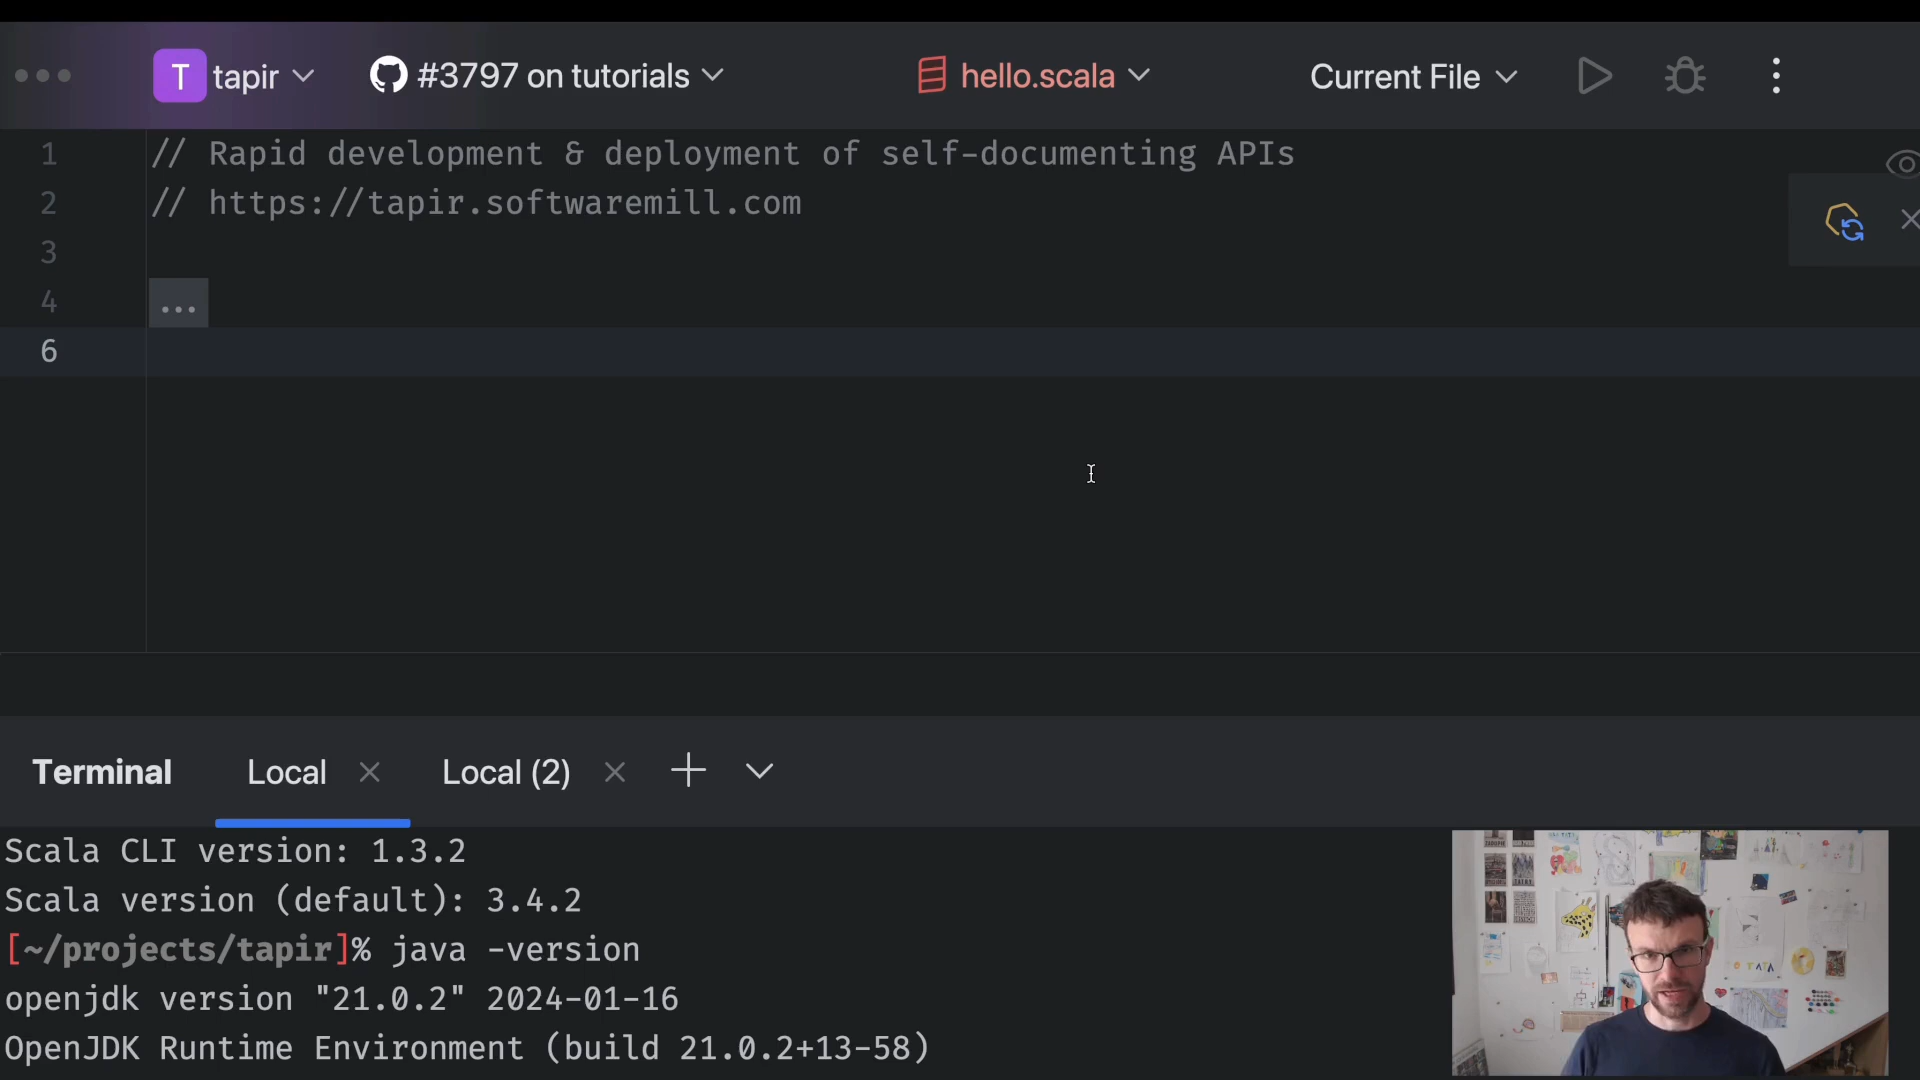 T tapir #3797 on tutorials hello.scala Current File
1 // Rapid development & deployment of self-documenting APIs
2 // https://tapir.softwaremill.com
3
4 ...
6
Terminal Local Local (2)
Scala CLI version: 1.3.2
Scala version (default): 3.4.2
[~/projects/tapir]% java -version
openjdk version "21.0.2" 2024-01-16
OpenJDK Runtime Environment (build 21.0.2+13-58)